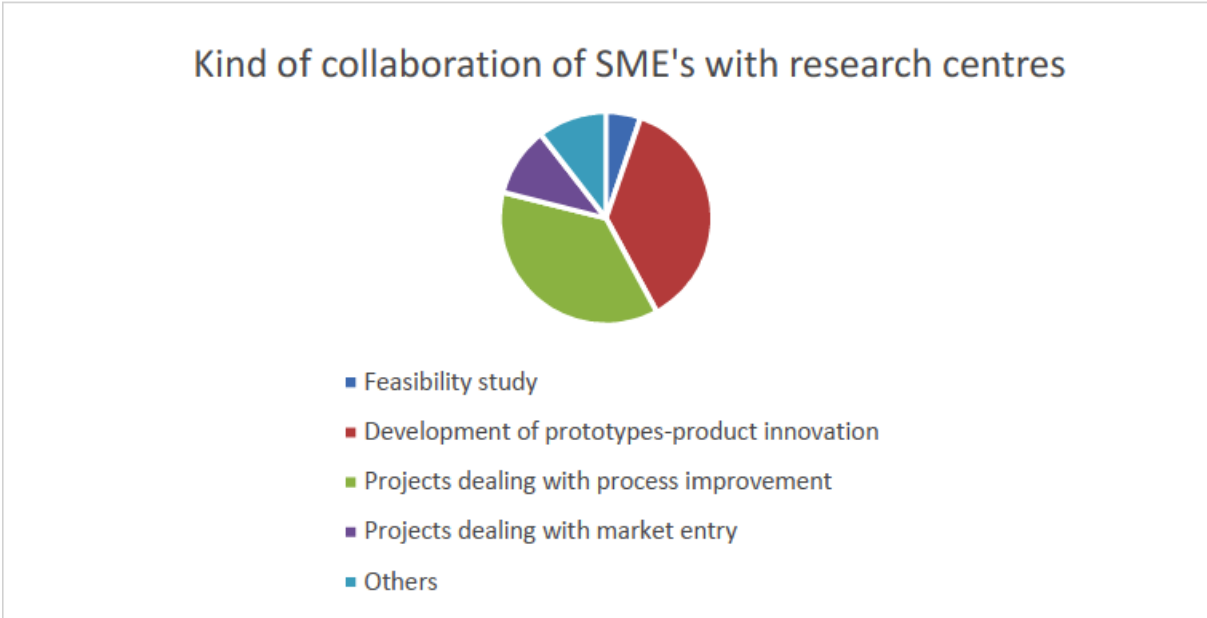 Kind of collaboration of SME's with research centres
Feasibility study
Development of prototypes-product innovation
Projects dealing with process improvement
Projects dealing with market entry
Others